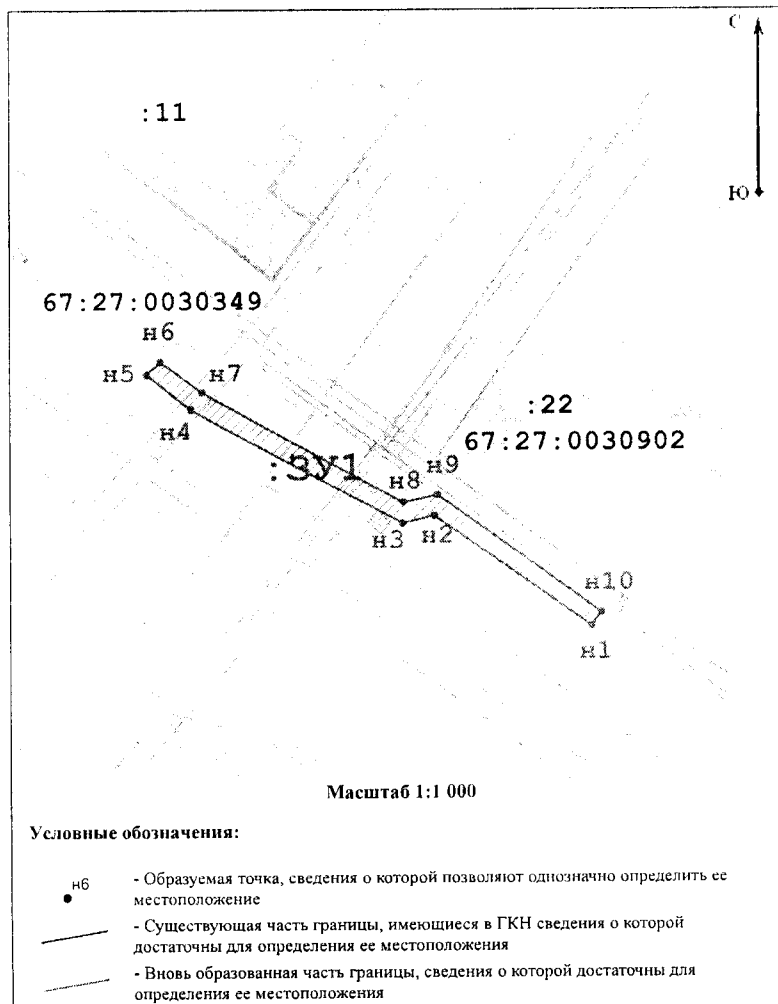 С
:11
Ю
67:27:0030349
н6
н5
н7
н4
:22
67:27:0030902
:ЗУ1
н8
н9
н3
н2
н10
н1
Масштаб 1:1 000
Условные обозначения:
н6
- Образуемая точка, сведения о которой позволяют однозначно определить ее
местоположение
- Существующая часть границы, имеющиеся в ГКН сведения о которой
достаточны для определения ее местоположения
- Вновь образованная часть границы, сведения о которой достаточны для
определения ее местоположения